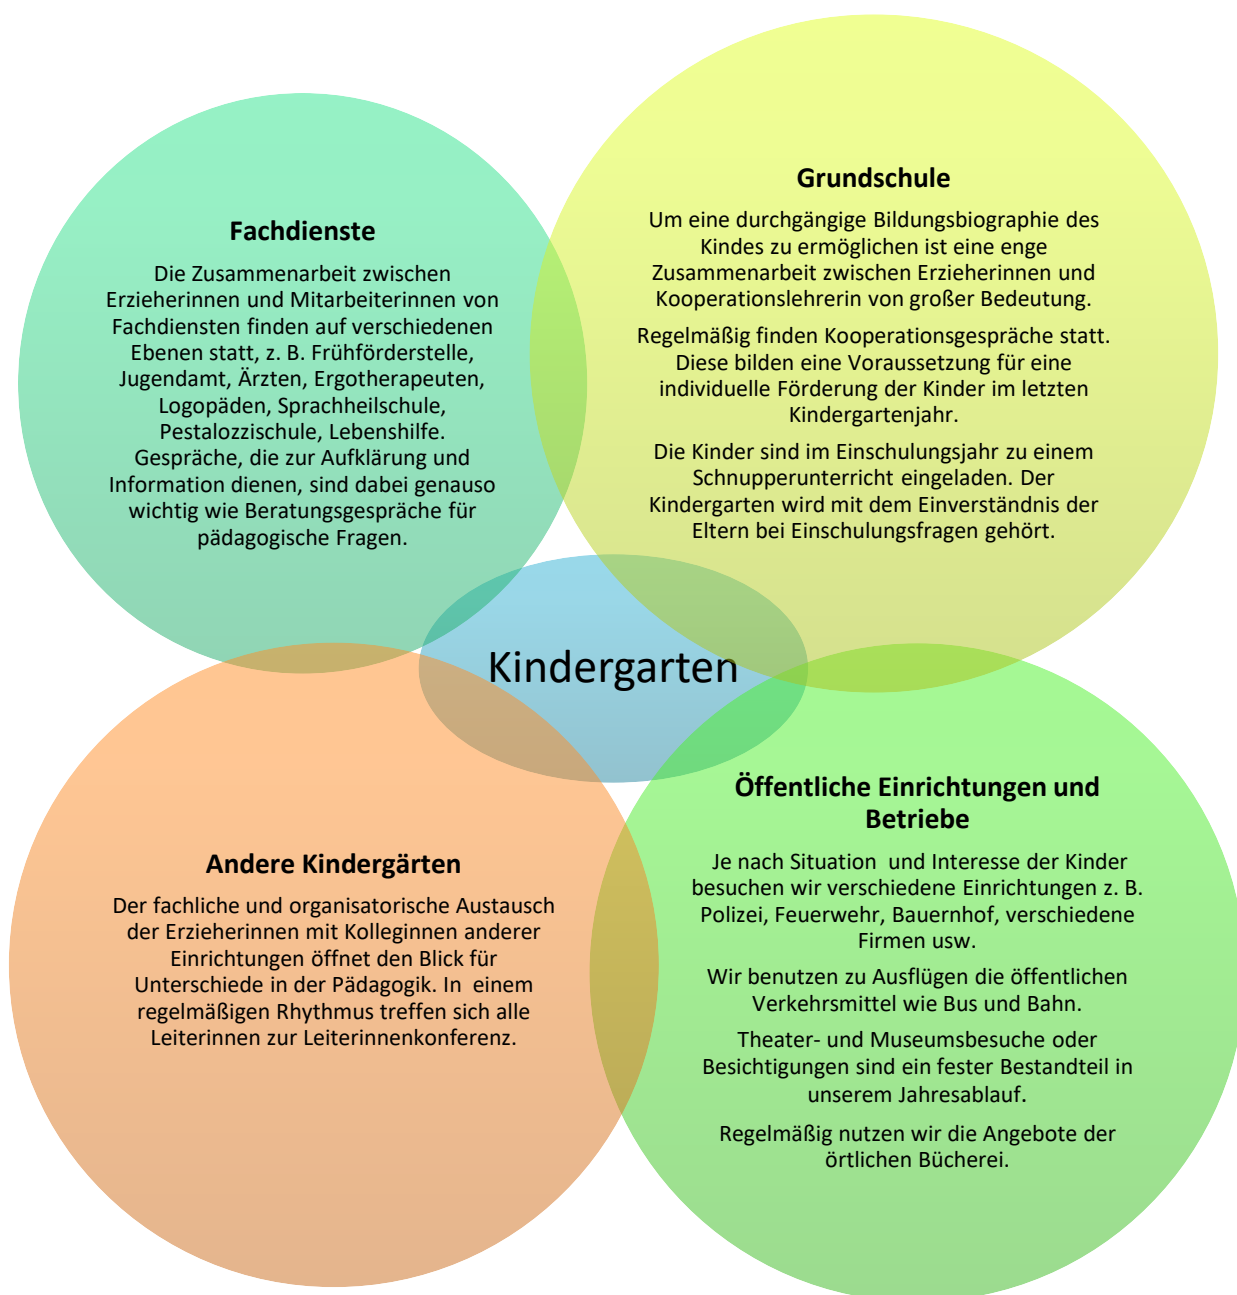 Fachdienste
Die Zusammenarbeit zwischen
Erzieherinnen und Mitarbeiterinnen von
Fachdiensten finden auf verschiedenen
Ebenen statt, z. B. Frühförderstelle,
Jugendamt, Ärzten, Ergotherapeuten,
Logopäden, Sprachheilschule,
Pestalozzischule, Lebenshilfe.
Gespräche, die zur Aufklärung und
Information dienen, sind dabei genauso
wichtig wie Beratungsgespräche für
pädagogische Fragen.
Grundschule
Um eine durchgängige Bildungsbiographie des
Kindes zu ermöglichen ist eine enge
Zusammenarbeit zwischen Erzieherinnen und
Kooperationslehrerin von großer Bedeutung.
Regelmäßig finden Kooperationsgespräche statt.
Diese bilden eine Voraussetzung für eine
individuelle Förderung der Kinder im letzten
Kindergartenjahr.
Die Kinder sind im Einschulungsjahr zu einem
Schnupperunterricht eingeladen. Der
Kindergarten wird mit dem Einverständnis der
Eltern bei Einschulungsfragen gehört.
Kindergarten
Andere Kindergärten
Der fachliche und organisatorische Austausch
der Erzieherinnen mit Kolleginnen anderer
Einrichtungen öffnet den Blick für
Unterschiede in der Pädagogik. In einem
regelmäßigen Rhythmus treffen sich alle
Leiterinnen zur Leiterinnenkonferenz.
Öffentliche Einrichtungen und
Betriebe
Je nach Situation und Interesse der Kinder
besuchen wir verschiedene Einrichtungen z. B.
Polizei, Feuerwehr, Bauernhof, verschiedene
Firmen usw.
Wir benutzen zu Ausflügen die öffentlichen
Verkehrsmittel wie Bus und Bahn.
Theater- und Museumsbesuche oder
Besichtigungen sind ein fester Bestandteil in
unserem Jahresablauf.
Regelmäßig nutzen wir die Angebote der
örtlichen Bücherei.